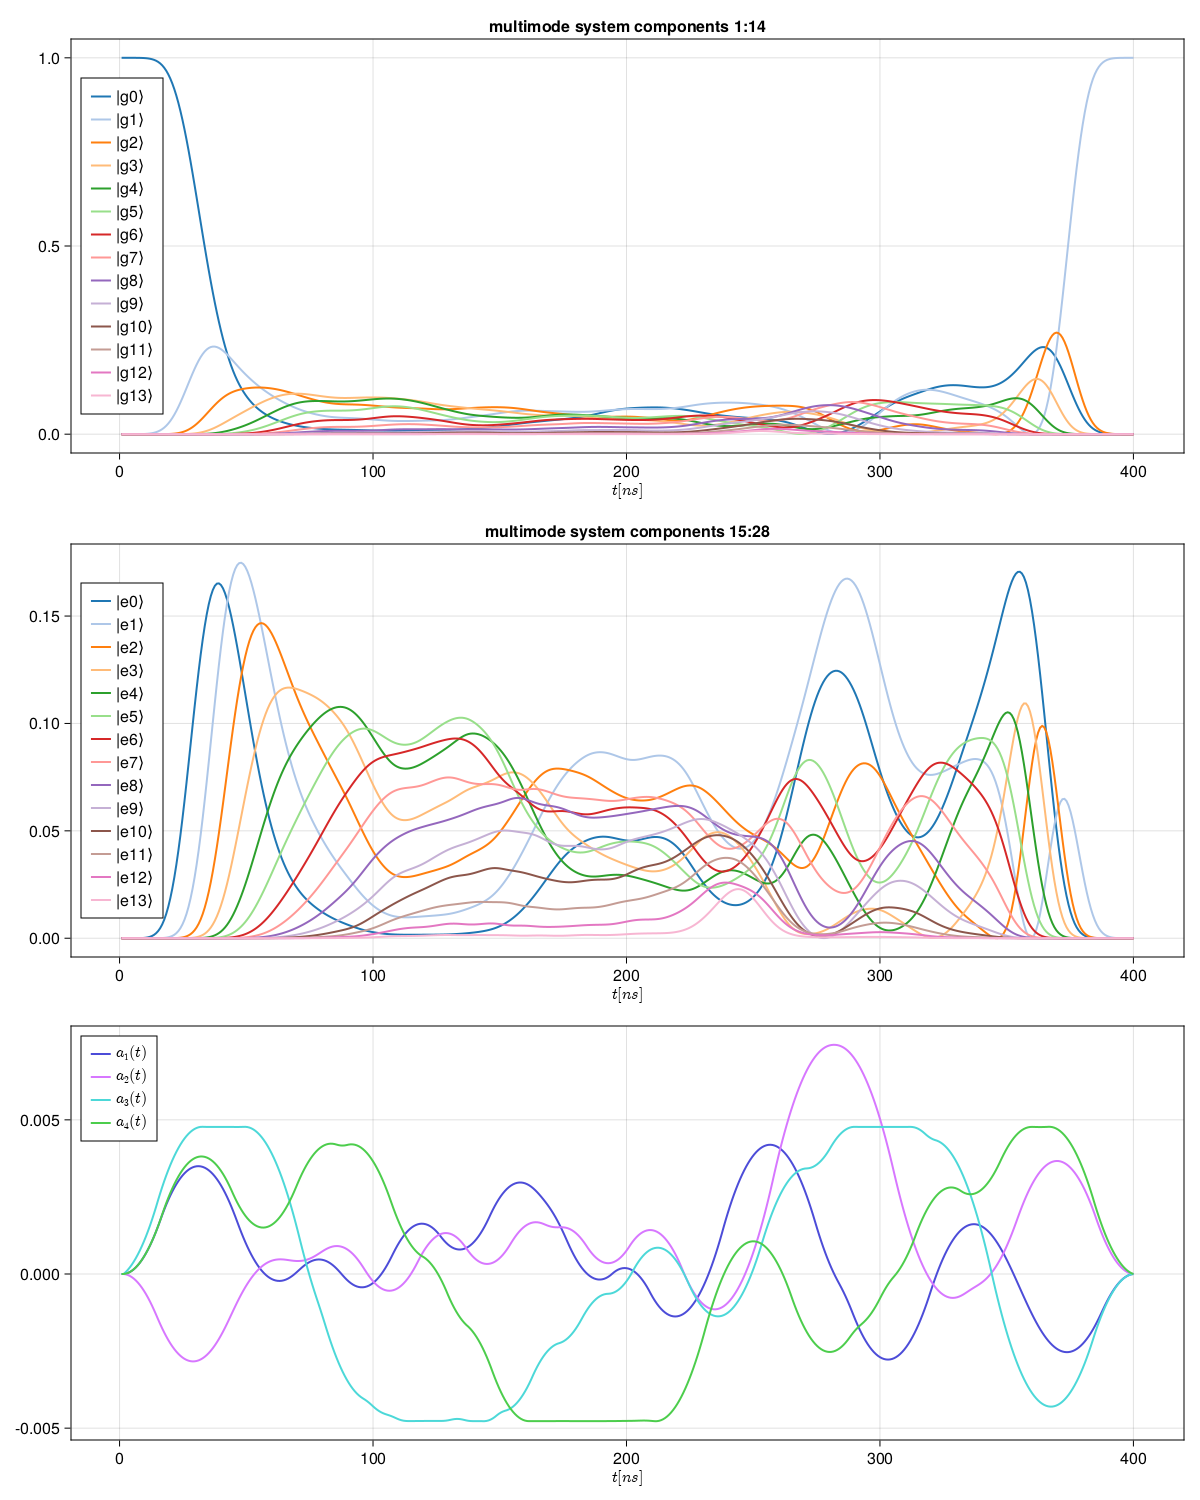 multimode system components 1:14
1.0
0.5
0.0
|g0⟩
|g1⟩
|g2⟩
|g3⟩
|g4⟩
|g5⟩
|g6⟩
|g7⟩
|g8⟩
|g9⟩
|g10⟩
|g11⟩
|g12⟩
|g13⟩
0 100 200 300 400
t[ns]
multimode system components 15:28
0.15
0.10
0.05
0.00
|e0⟩
|e1⟩
|e2⟩
|e3⟩
|e4⟩
|e5⟩
|e6⟩
|e7⟩
|e8⟩
|e9⟩
|e10⟩
|e11⟩
|e12⟩
|e13⟩
0 100 200 300 400
t[ns]
0.005
0.000
-0.005
a₁(t)
a₂(t)
a₃(t)
a₄(t)
0 100 200 300 400
t[ns]